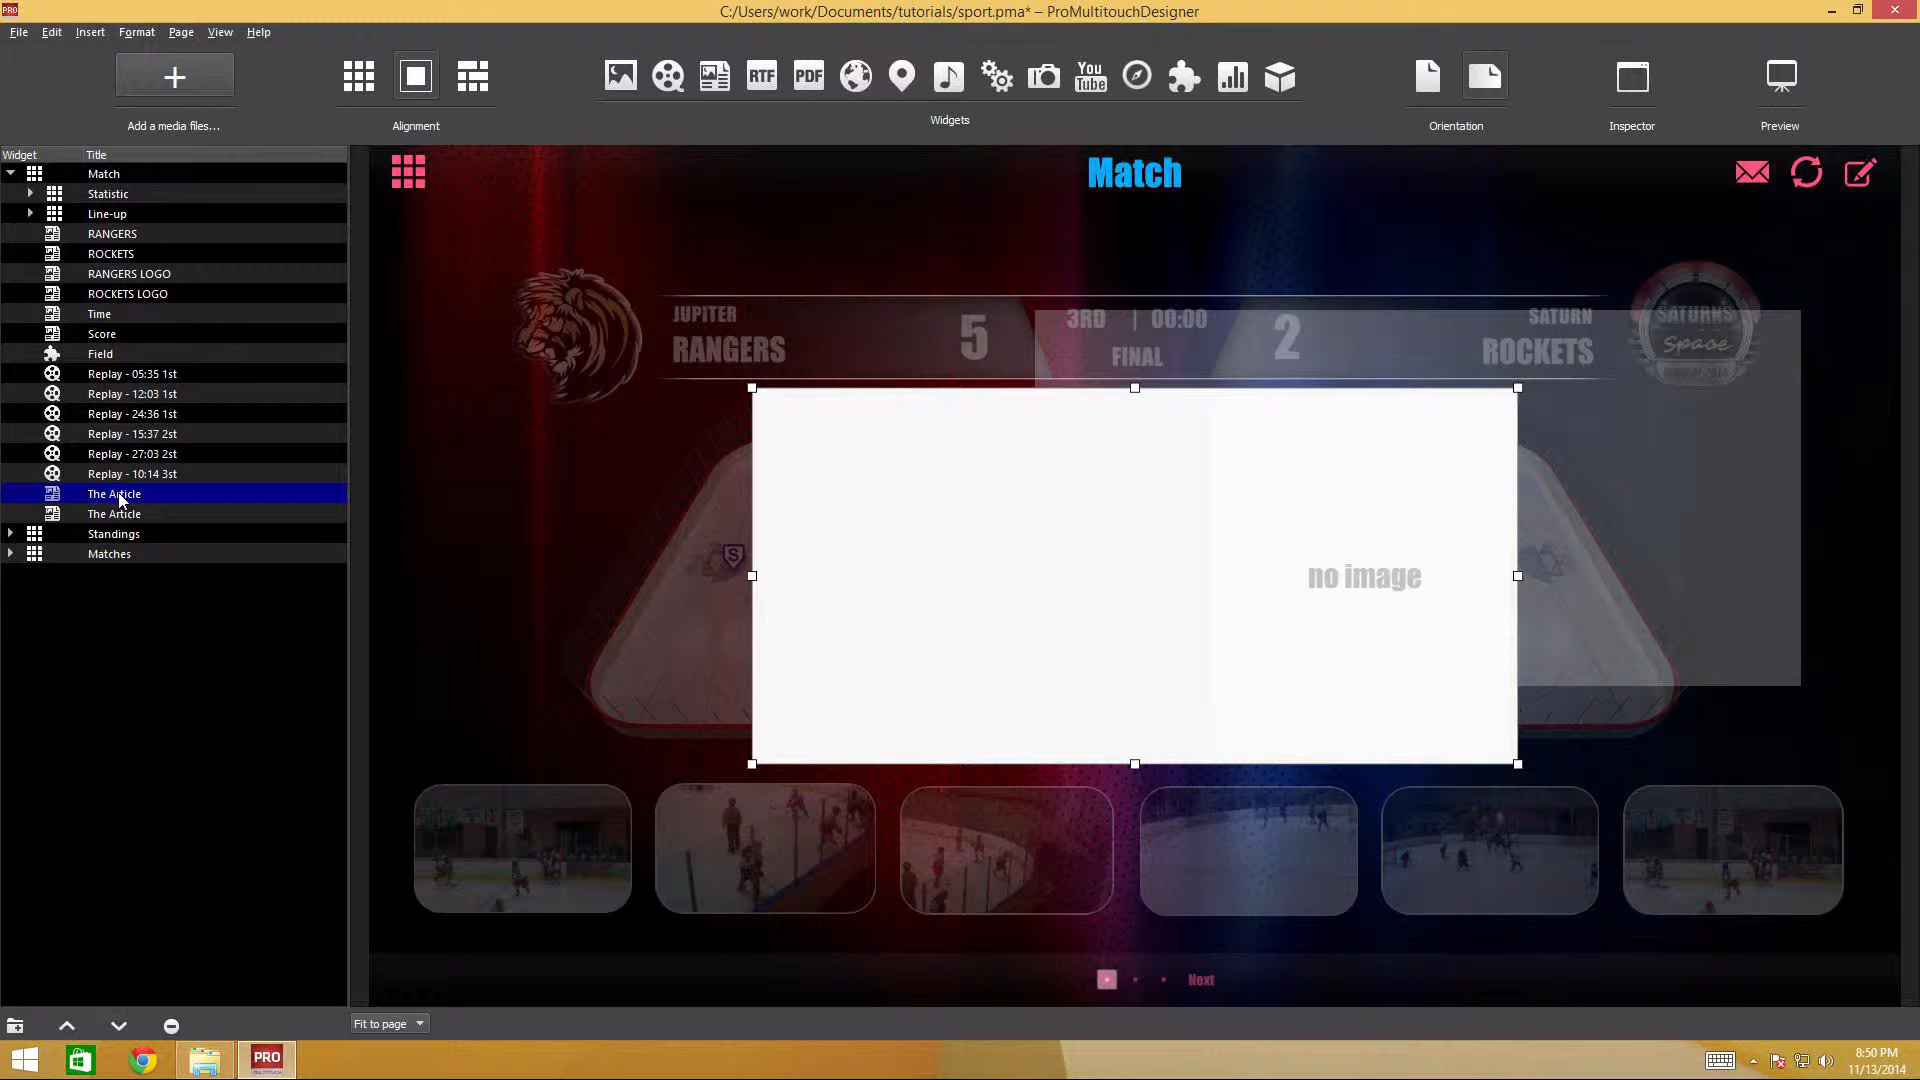 PRO
C:/Users/work/Documents/tutorials/sport.pma* – ProMultitouchDesigner
File Edit Insert Format Page View Help
RTF PDF You Tube
Add a media files...
Alignment
Widgets
Orientation
Inspector
Preview
Widget Title
Match
Statistic
Line-up
RANGERS
ROCKETS
RANGERS LOGO
ROCKETS LOGO
Time
Score
Field
Replay - 05:35 1st
Replay - 12:03 1st
Replay - 24:36 1st
Replay - 15:37 2st
Replay - 27:03 2st
Replay - 10:14 3st
The Article
The Article
Standings
Matches
Match
JUPITER
RANGERS
5
3RD | 00:00
FINAL
2
SATURN
ROCKETS
SATURN'S
Space
S
no image
Next
Fit to page
PRO
8:50 PM
11/13/2014